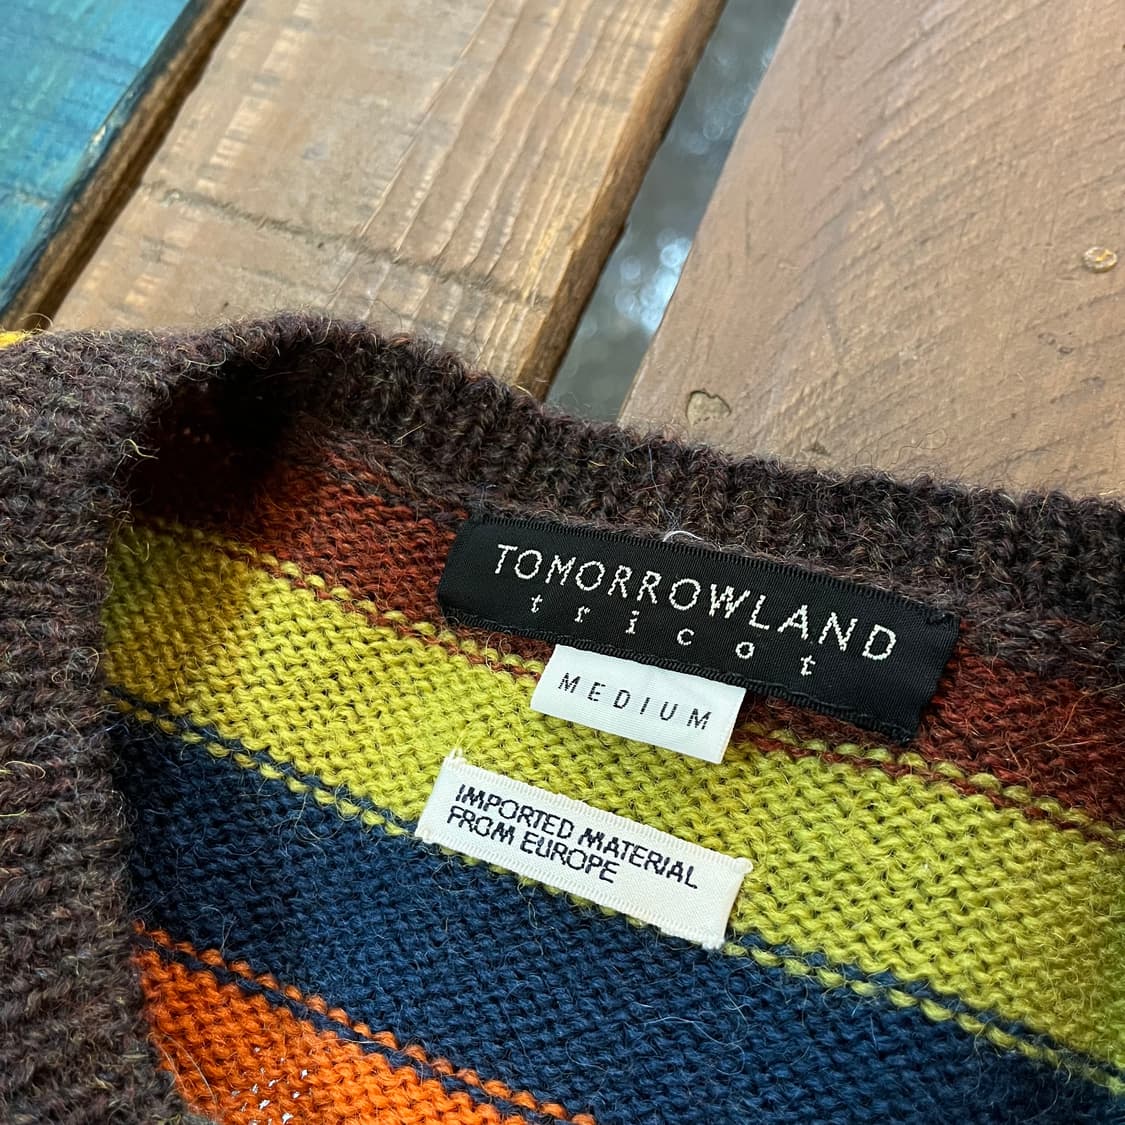 TOMORROWLAND
tricot
MEDIUM
IMPORTED MATERIAL
FROM EUROPE